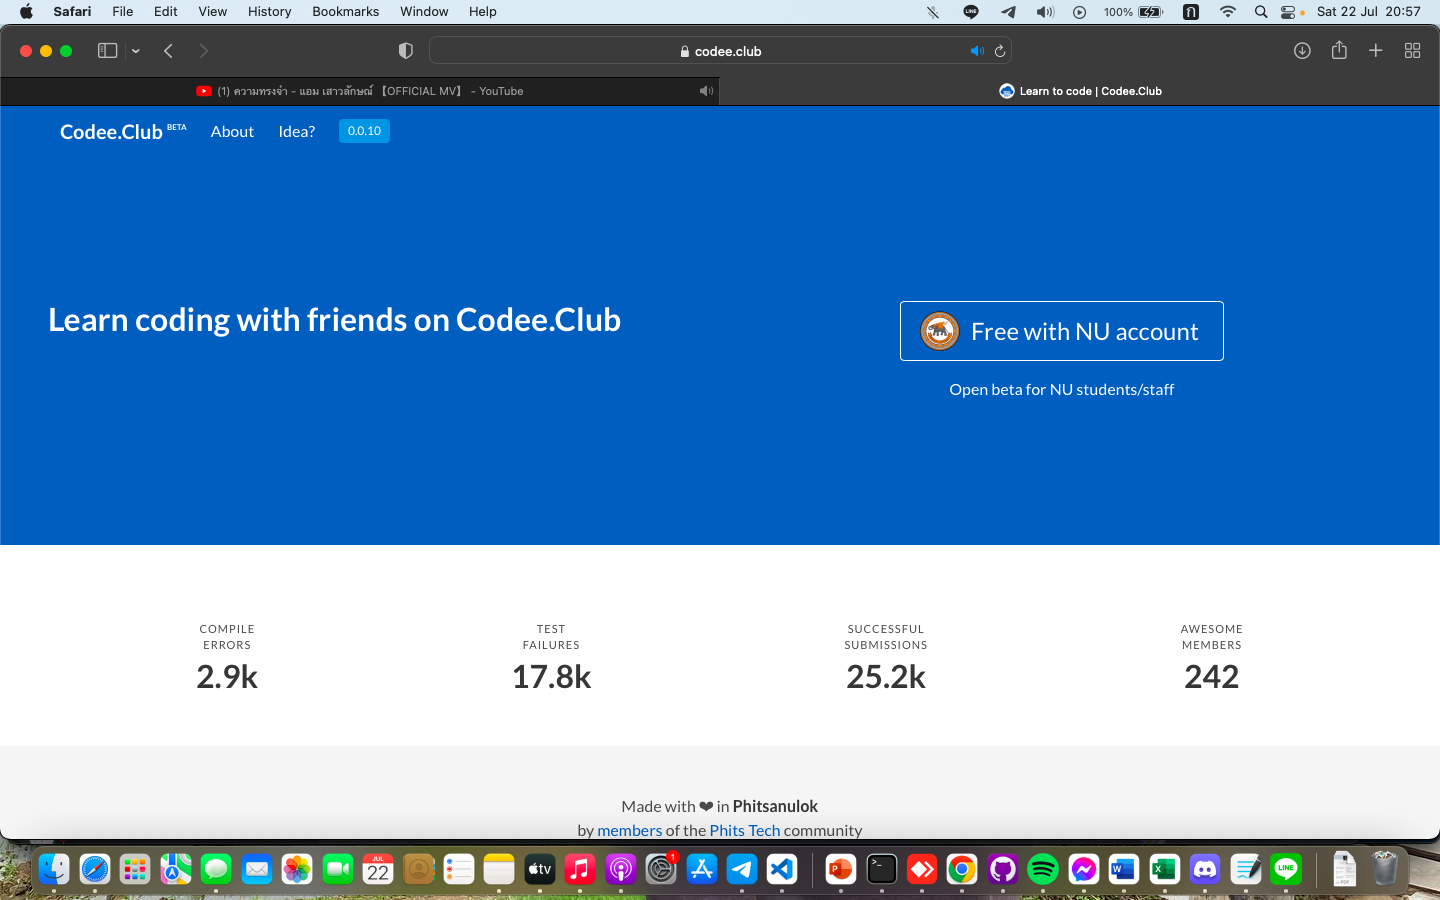 Safari File Edit View History Bookmarks Window Help
LINE 100% ก Sat 22 Jul 20:57
codee.club
(1) ความทรงจำ - แอม เสาวลักษณ์ 【OFFICIAL MV】 - YouTube
Learn to code | Codee.Club
Codee.Club BETA About Idea? 0.0.10
Learn coding with friends on Codee.Club
Free with NU account
Open beta for NU students/staff
COMPILE
ERRORS
2.9k
TEST
FAILURES
17.8k
SUCCESSFUL
SUBMISSIONS
25.2k
AWESOME
MEMBERS
242
Made with ❤ in Phitsanulok
by members of the Phits Tech community
JUL
22
tv
1
P
>_
W
X
LINE
PDF